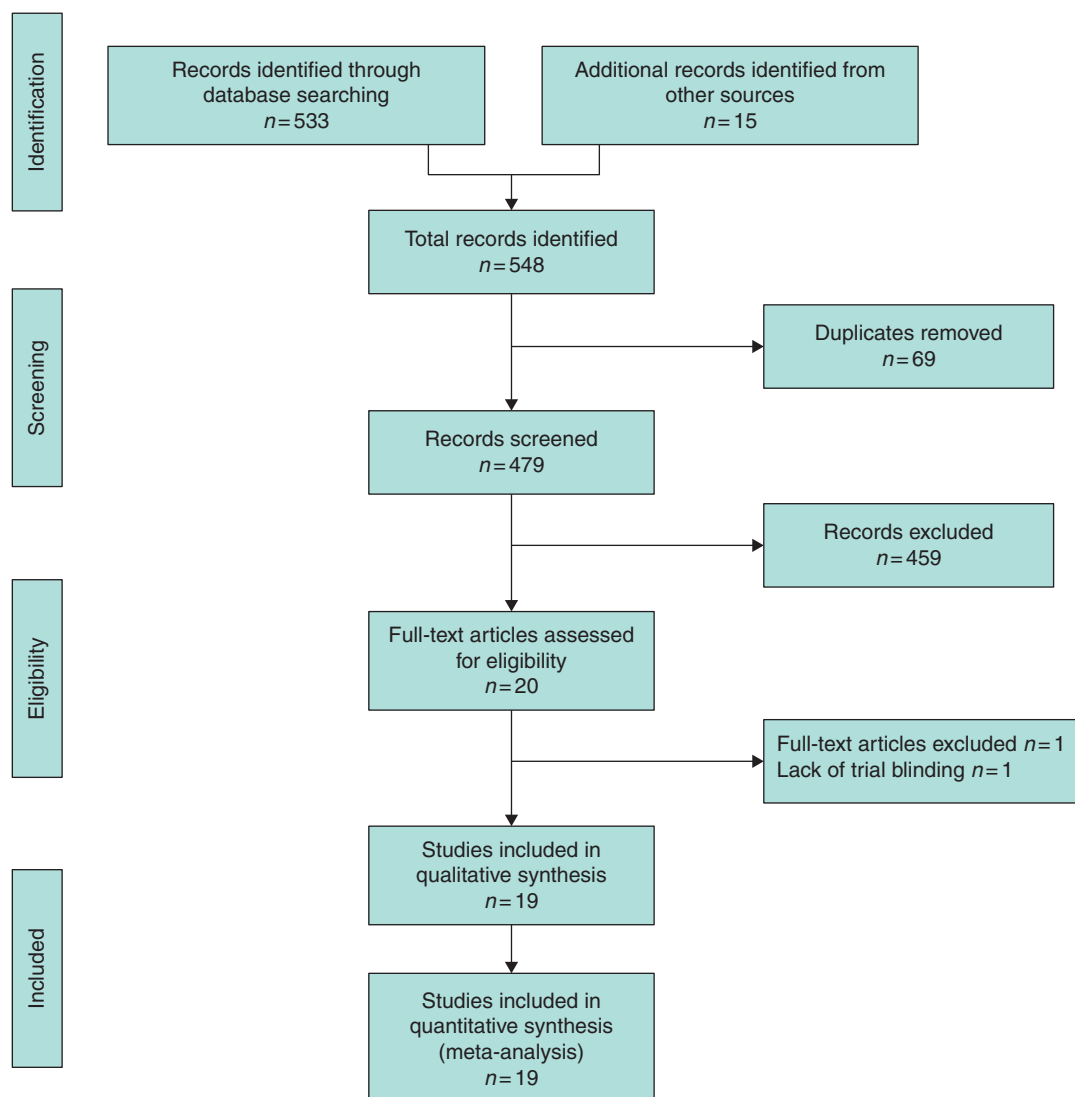 Identification
Records identified through
database searching
n=533
Additional records identified from
other sources
n=15
Total records identified
n=548
Screening
Duplicates removed
n=69
Records screened
n=479
Records excluded
n=459
Eligibility
Full-text articles assessed
for eligibility
n=20
Full-text articles excluded n=1
Lack of trial blinding n=1
Studies included in
qualitative synthesis
n=19
Included
Studies included in
quantitative synthesis
(meta-analysis)
n=19